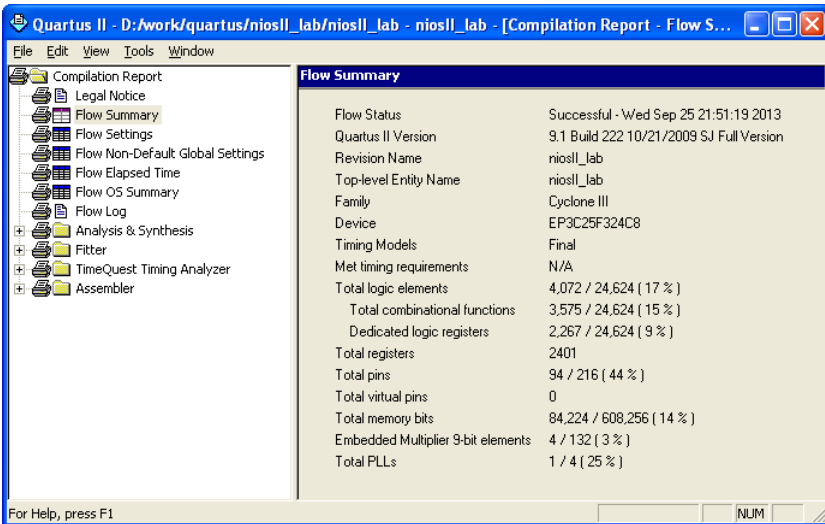 Quartus II - D:/work/quartus/niosII_lab/niosII_lab - niosII_lab - [Compilation Report - Flow S...
File Edit View Tools Window
Compilation Report
Legal Notice
Flow Summary
Flow Settings
Flow Non-Default Global Settings
Flow Elapsed Time
Flow OS Summary
Flow Log
Analysis & Synthesis
Fitter
TimeQuest Timing Analyzer
Assembler
Flow Summary
Flow Status Successful - Wed Sep 25 21:51:19 2013
Quartus II Version 9.1 Build 222 10/21/2009 SJ Full Version
Revision Name niosII_lab
Top-level Entity Name niosII_lab
Family Cyclone III
Device EP3C25F324C8
Timing Models Final
Met timing requirements N/A
Total logic elements 4,072 / 24,624 ( 17 % )
Total combinational functions 3,575 / 24,624 ( 15 % )
Dedicated logic registers 2,267 / 24,624 ( 9 % )
Total registers 2401
Total pins 94 / 216 ( 44 % )
Total virtual pins 0
Total memory bits 84,224 / 608,256 ( 14 % )
Embedded Multiplier 9-bit elements 4 / 132 ( 3 % )
Total PLLs 1 / 4 ( 25 % )
For Help, press F1 NUM